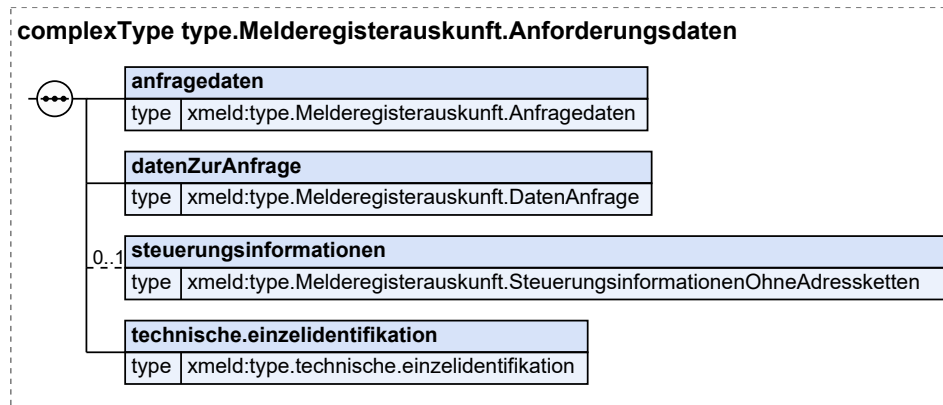 complexType type.Melderegisterauskunft.Anforderungsdaten
anfragedaten
type xmeld:type.Melderegisterauskunft.Anfragedaten
datenZurAnfrage
type xmeld:type.Melderegisterauskunft.DatenAnfrage
0..1 steuerungsinformationen
type xmeld:type.Melderegisterauskunft.SteuerungsinformationenOhneAdressketten
technische.einzelidentifikation
type xmeld:type.technische.einzelidentifikation